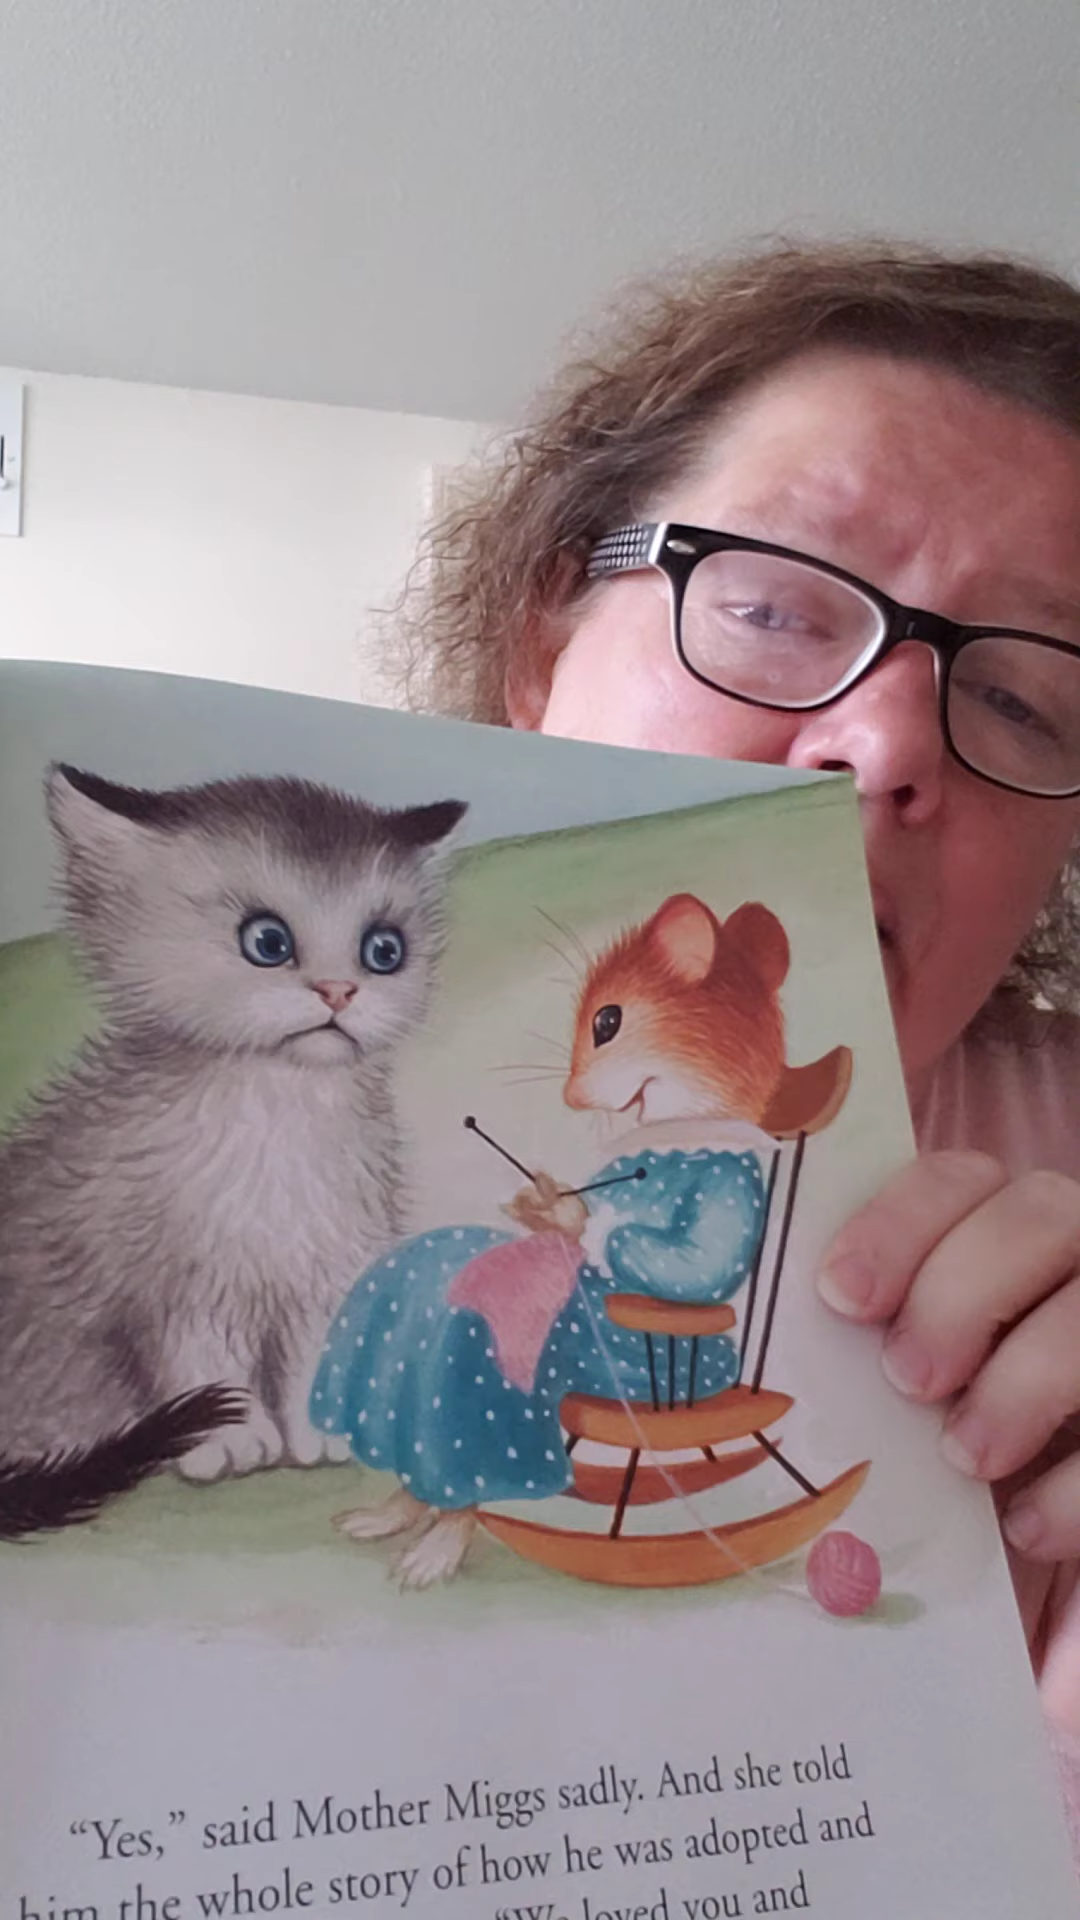 “Yes,” said Mother Miggs sadly. And she told
him the whole story of how he was adopted and
“We loved you and